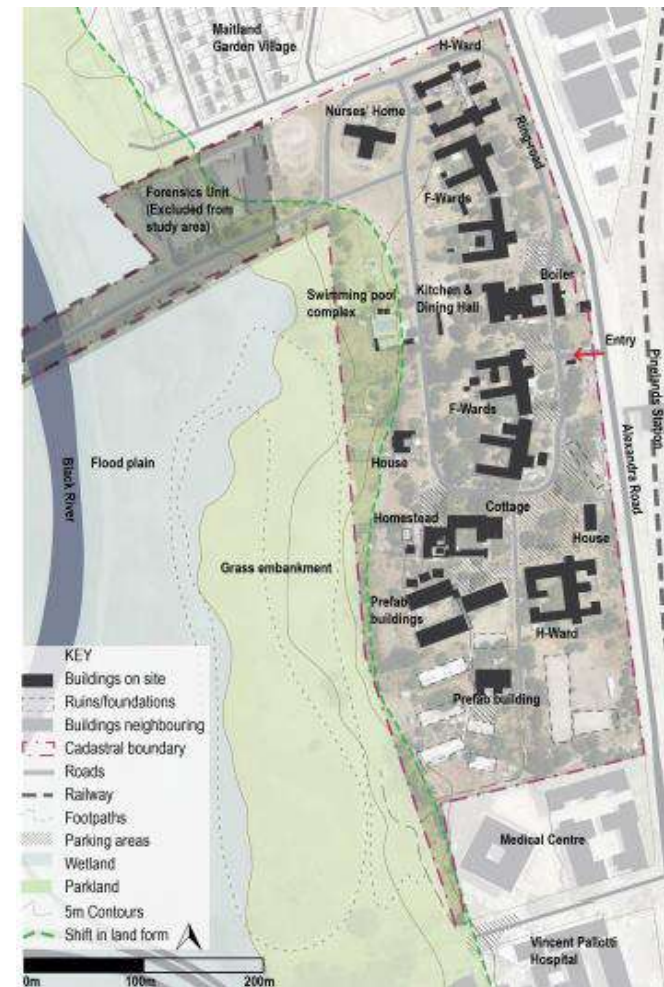 Maitland
Garden Village
H-Ward
Nurses' Home
Ring-road
Forensics Unit
(Excluded from
study area)
F-Wards
Swimming pool
complex
Kitchen &
Dining Hall
Boiler
Entry
Pinelands Station
Alexandra Road
F-Wards
Black River
Flood plain
House
Cottage
Homestead
House
Grass embankment
Prefab
buildings
H-Ward
Prefab building
KEY
Buildings on site
Ruins/foundations
Buildings neighbouring
Cadastral boundary
Roads
Railway
Footpaths
Parking areas
Wetland
Parkland
5m Contours
Shift in land form
Medical Centre
Vincent Pallotti
Hospital
0m 100m 200m